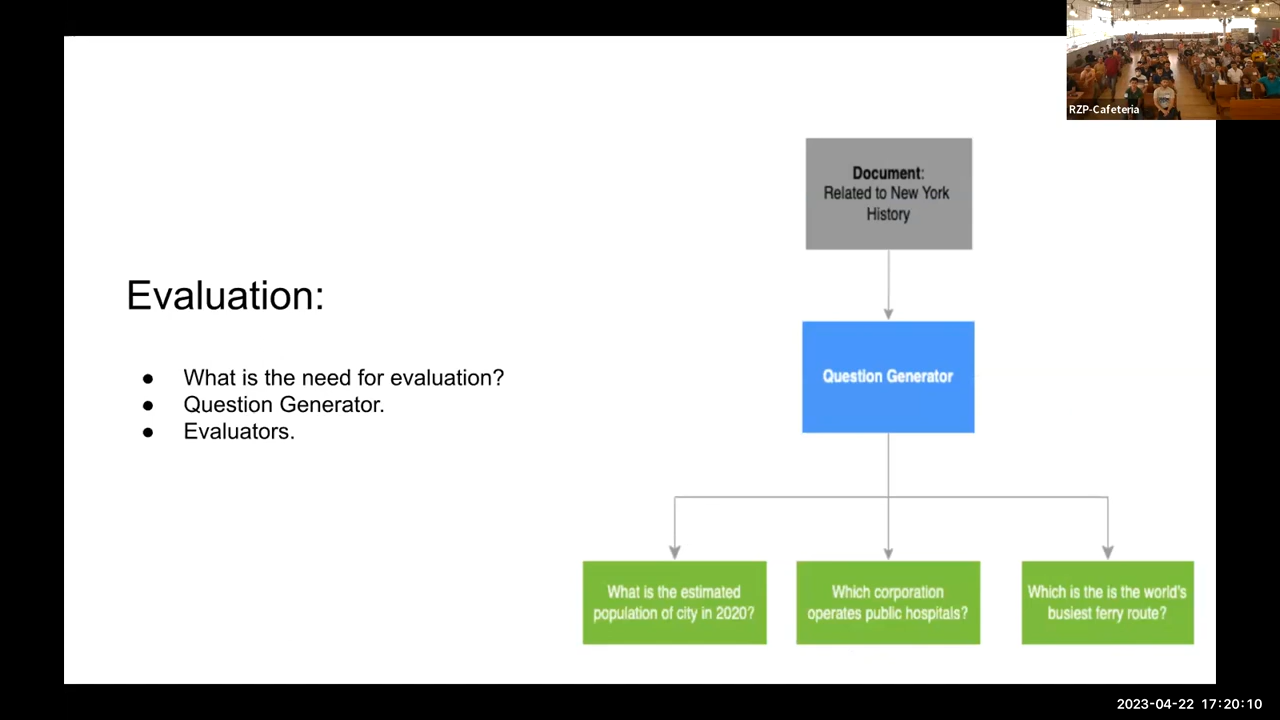 RZP-Cafeteria
Document:
Related to New York
History
Evaluation:
Question Generator
● What is the need for evaluation?
● Question Generator.
● Evaluators.
What is the estimated
population of city in 2020?
Which corporation
operates public hospitals?
Which is the is the world's
busiest ferry route?
2023-04-22 17:20:10